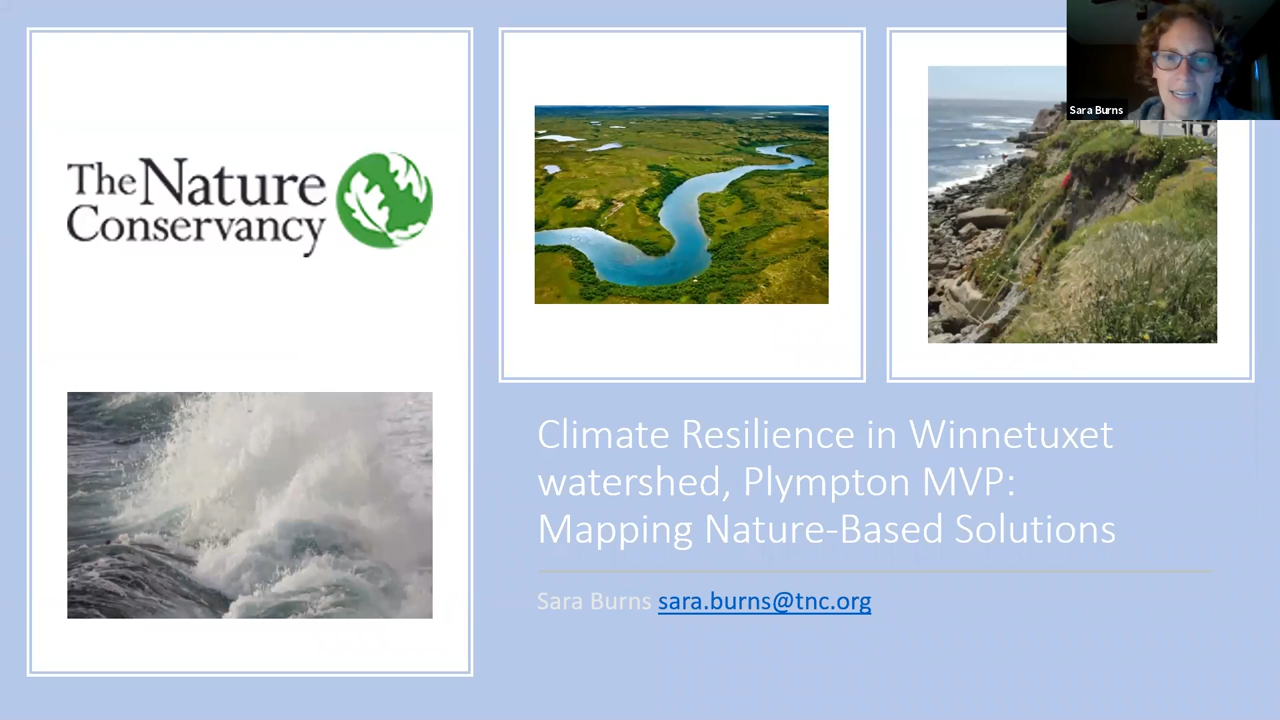 The Nature
Conservancy
Sara Burns
Climate Resilience in Winnetuxet
watershed, Plympton MVP:
Mapping Nature-Based Solutions
Sara Burns sara.burns@tnc.org